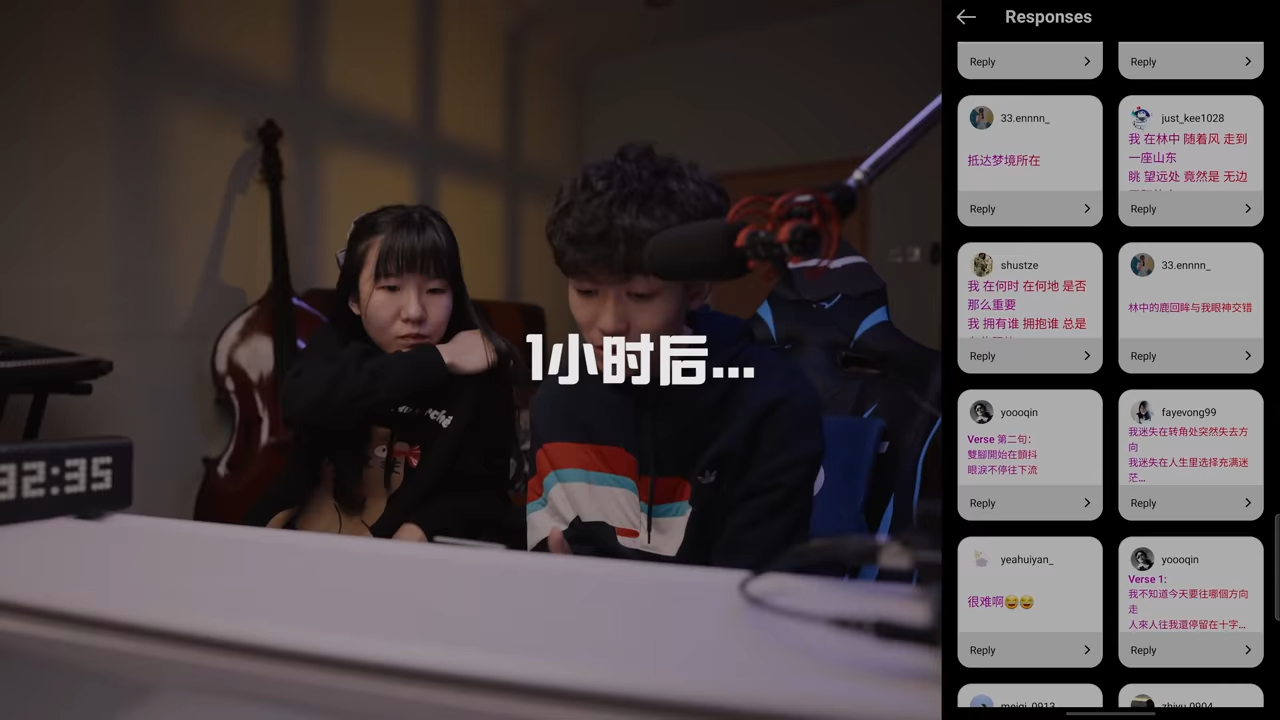 Responses
Reply
Reply
33.ennnn_
抵达梦境所在
Reply
just_kee1028
我 在林中 随着风 走到
一座山东
眺 望远处 竟然是 无边
Reply
shustze
我 在何时 在何地 是否
那么重要
我 拥有谁 拥抱谁 总是
Reply
33.ennnn_
林中的鹿回眸与我眼神交错
Reply
yoooqin
Verse 第二句：
雙腳開始在顫抖
眼淚不停往下流
Reply
fayevong99
我迷失在转角处突然失去方
向
我迷失在人生里选择充满迷
茫...
Reply
yeahuiyan_
很难啊😂😂
Reply
yoooqin
Verse 1:
我不知道今天要往哪個方向
走
人來人往我還停留在十字...
Reply
meiqi_0913
zhiyu_0904
1小时后...
32:35